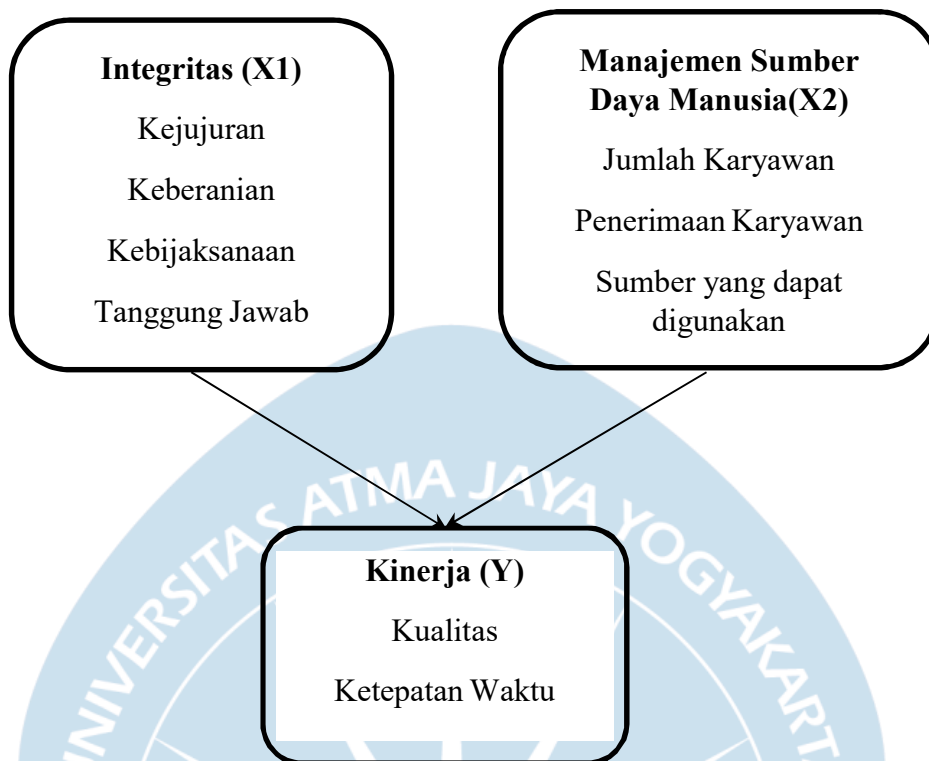 Integritas (X1)
Kejujuran
Keberanian
Kebijaksanaan
Tanggung Jawab
Manajemen Sumber
Daya Manusia(X2)
Jumlah Karyawan
Penerimaan Karyawan
Sumber yang dapat
digunakan
UNIVERSITAS ATMA JAYA YOGYAKARTA
Kinerja (Y)
Kualitas
Ketepatan Waktu